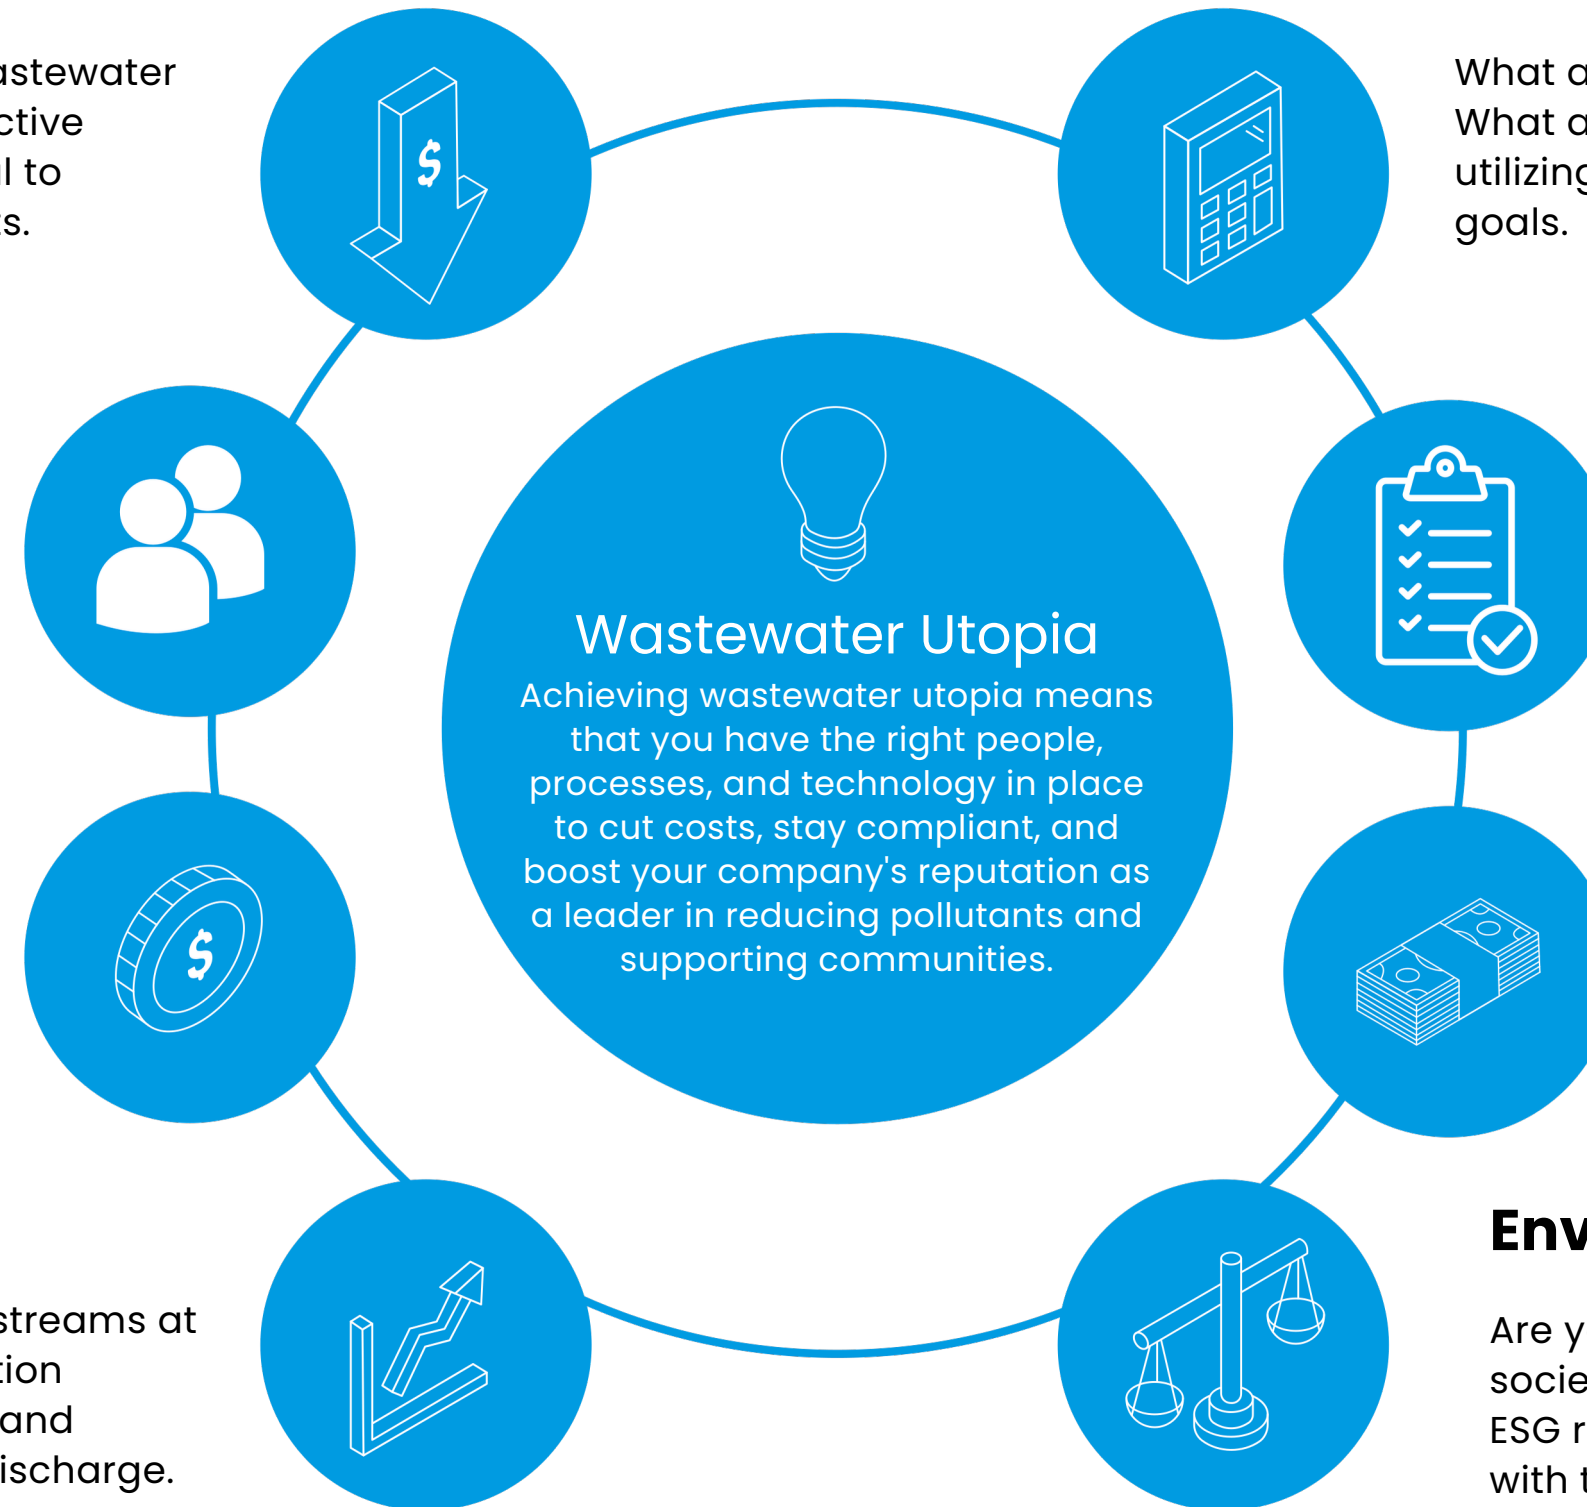 stewater
ctive
to
s.
What
What
utilizing
goals.
$
$
Wastewater Utopia
Achieving wastewater utopia means
that you have the right people,
processes, and technology in place
to cut costs, stay compliant, and
boost your company's reputation as
a leader in reducing pollutants and
supporting communities.
streams at
tion
and
ischarge.
Env
Are y
socie
ESG r
with t